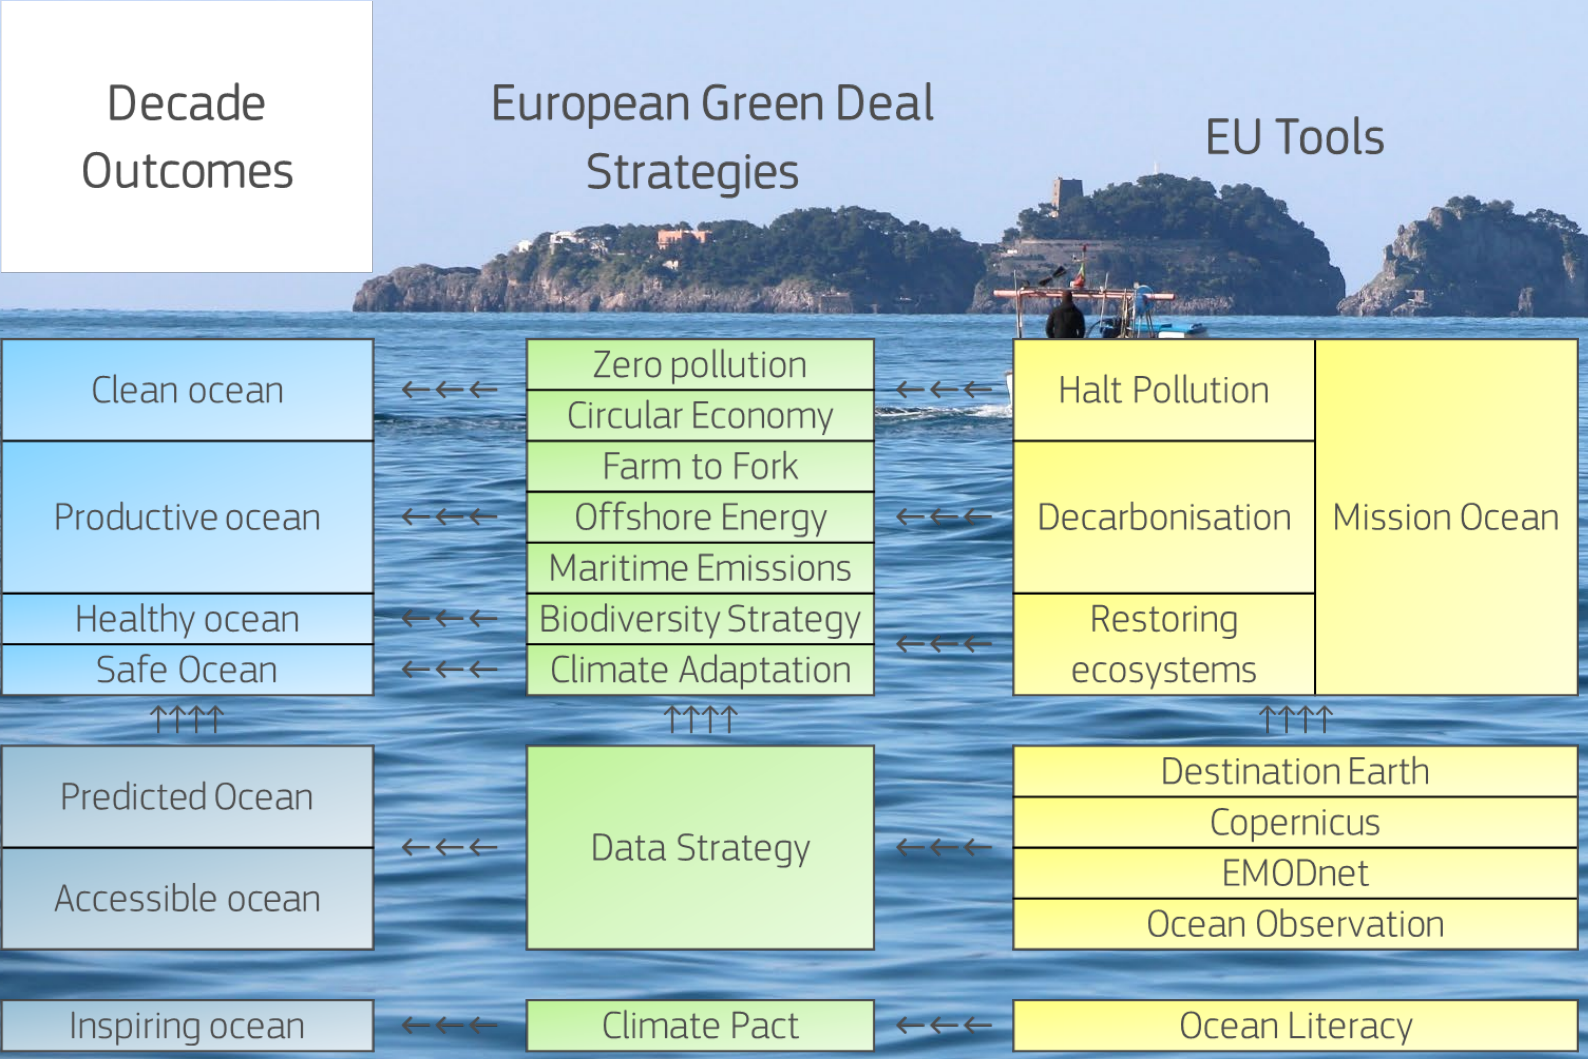 Decade
Outcomes
European Green Deal
Strategies
EU Tools
Clean ocean
←←←
Zero pollution
Circular Economy
←←←
Halt Pollution
Mission Ocean
Productive ocean
←←←
Farm to Fork
Offshore Energy
Maritime Emissions
←←←
Decarbonisation
Healthy ocean
←←←
Biodiversity Strategy
Safe Ocean
←←←
Climate Adaptation
←←←
Restoring
ecosystems
↑↑↑↑
↑↑↑↑
↑↑↑↑
Predicted Ocean
Accessible ocean
←←←
Data Strategy
←←←
Destination Earth
Copernicus
EMODnet
Ocean Observation
Inspiring ocean
←←←
Climate Pact
←←←
Ocean Literacy